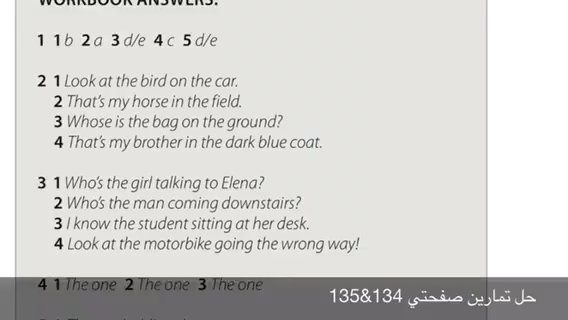 WORKBOOK ANSWERS:
1 1 b 2 a 3 d/e 4 c 5 d/e
2 1 Look at the bird on the car.
2 That's my horse in the field.
3 Whose is the bag on the ground?
4 That's my brother in the dark blue coat.
3 1 Who's the girl talking to Elena?
2 Who's the man coming downstairs?
3 I know the student sitting at her desk.
4 Look at the motorbike going the wrong way!
4 1 The one 2 The one 3 The one
حل تمارين صفحتي 134&135